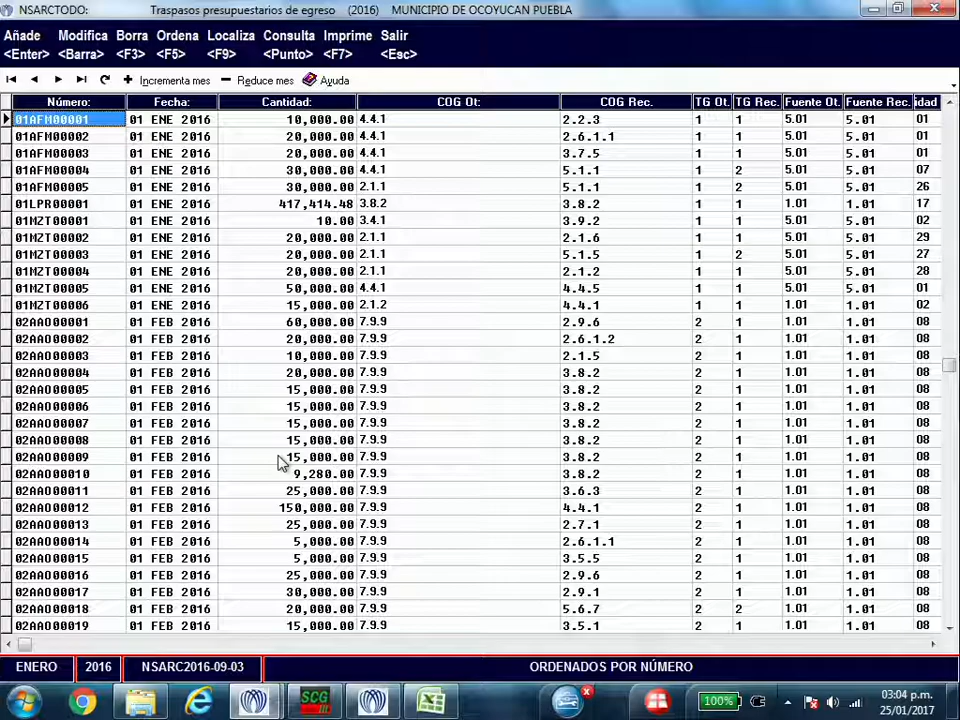 NSARCTODO: Traspasos presupuestarios de egreso (2016) MUNICIPIO DE OCOYUCAN PUEBLA
Añade Modifica Borra Ordena Localiza Consulta Imprime Salir
<Enter> <Barra> <F3> <F5> <F9> <Punto> <F7> <Esc>
Incrementa mes Reduce mes Ayuda
Número: Fecha: Cantidad: COG Ot: COG Rec. TG Ot. TG Rec. Fuente Ot. Fuente Rec. idad
01AFM00001 01 ENE 2016 10,000.00 4.4.1 2.2.3 1 1 5.01 5.01 01
01AFM00002 01 ENE 2016 20,000.00 4.4.1 2.6.1.1 1 1 5.01 5.01 01
01AFM00003 01 ENE 2016 20,000.00 4.4.1 3.7.5 1 1 5.01 5.01 01
01AFM00004 01 ENE 2016 30,000.00 4.4.1 5.1.1 1 2 5.01 5.01 07
01AFM00005 01 ENE 2016 30,000.00 2.1.1 5.1.1 1 2 5.01 5.01 26
01LPR00001 01 ENE 2016 417,414.48 3.8.2 3.8.2 1 1 1.01 1.01 17
01MZT00001 01 ENE 2016 10.00 3.4.1 3.9.2 1 1 5.01 5.01 02
01MZT00002 01 ENE 2016 20,000.00 2.1.1 2.1.6 1 1 5.01 5.01 29
01MZT00003 01 ENE 2016 20,000.00 2.1.1 5.1.5 1 2 5.01 5.01 27
01MZT00004 01 ENE 2016 20,000.00 2.1.1 2.1.2 1 1 5.01 5.01 28
01MZT00005 01 ENE 2016 50,000.00 4.4.1 4.4.5 1 1 5.01 5.01 01
01MZT00006 01 ENE 2016 15,000.00 2.1.2 4.4.1 1 1 1.01 1.01 02
02AAO00001 01 FEB 2016 60,000.00 7.9.9 2.9.6 2 1 1.01 1.01 08
02AAO00002 01 FEB 2016 20,000.00 7.9.9 2.6.1.2 2 1 1.01 1.01 08
02AAO00003 01 FEB 2016 10,000.00 7.9.9 2.1.5 2 1 1.01 1.01 08
02AAO00004 01 FEB 2016 20,000.00 7.9.9 3.8.2 2 1 1.01 1.01 08
02AAO00005 01 FEB 2016 15,000.00 7.9.9 3.8.2 2 1 1.01 1.01 08
02AAO00006 01 FEB 2016 15,000.00 7.9.9 3.8.2 2 1 1.01 1.01 08
02AAO00007 01 FEB 2016 15,000.00 7.9.9 3.8.2 2 1 1.01 1.01 08
02AAO00008 01 FEB 2016 15,000.00 7.9.9 3.8.2 2 1 1.01 1.01 08
02AAO00009 01 FEB 2016 15,000.00 7.9.9 3.8.2 2 1 1.01 1.01 08
02AAO00010 01 FEB 2016 9,280.00 7.9.9 3.8.2 2 1 1.01 1.01 08
02AAO00011 01 FEB 2016 25,000.00 7.9.9 3.6.3 2 1 1.01 1.01 08
02AAO00012 01 FEB 2016 150,000.00 7.9.9 4.4.1 2 1 1.01 1.01 08
02AAO00013 01 FEB 2016 25,000.00 7.9.9 2.7.1 2 1 1.01 1.01 08
02AAO00014 01 FEB 2016 5,000.00 7.9.9 2.6.1.1 2 1 1.01 1.01 08
02AAO00015 01 FEB 2016 5,000.00 7.9.9 3.5.5 2 1 1.01 1.01 08
02AAO00016 01 FEB 2016 25,000.00 7.9.9 2.9.6 2 1 1.01 1.01 08
02AAO00017 01 FEB 2016 30,000.00 7.9.9 2.9.1 2 1 1.01 1.01 08
02AAO00018 01 FEB 2016 20,000.00 7.9.9 5.6.7 2 2 1.01 1.01 08
02AAO00019 01 FEB 2016 15,000.00 7.9.9 3.5.1 2 1 1.01 1.01 08
ENERO 2016 NSARC2016-09-03 ORDENADOS POR NÚMERO
SCG 100% 03:04 p.m.
25/01/2017